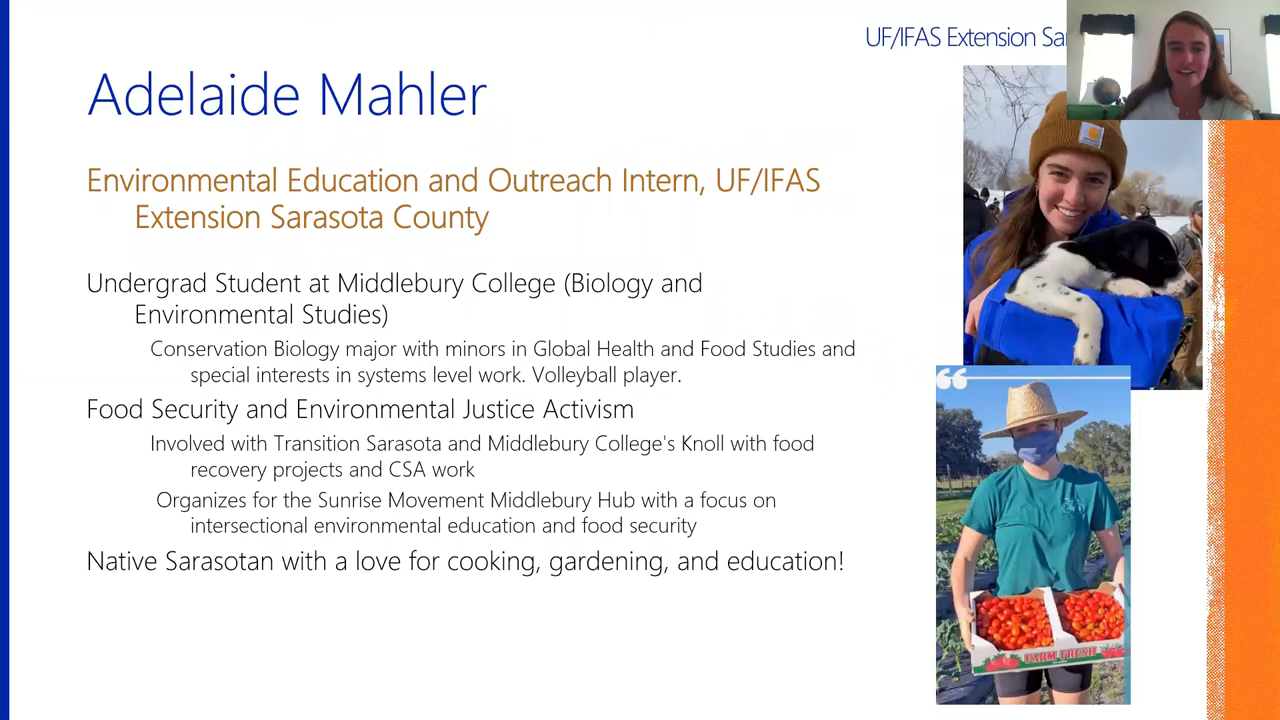 UF/IFAS Extension
Adelaide Mahler
Environmental Education and Outreach Intern, UF/IFAS
Extension Sarasota County
Undergrad Student at Middlebury College (Biology and
Environmental Studies)
Conservation Biology major with minors in Global Health and Food Studies and
special interests in systems level work. Volleyball player.
Food Security and Environmental Justice Activism
Involved with Transition Sarasota and Middlebury College's Knoll with food
recovery projects and CSA work
Organizes for the Sunrise Movement Middlebury Hub with a focus on
intersectional environmental education and food security
Native Sarasotan with a love for cooking, gardening, and education!
FARM FRESH